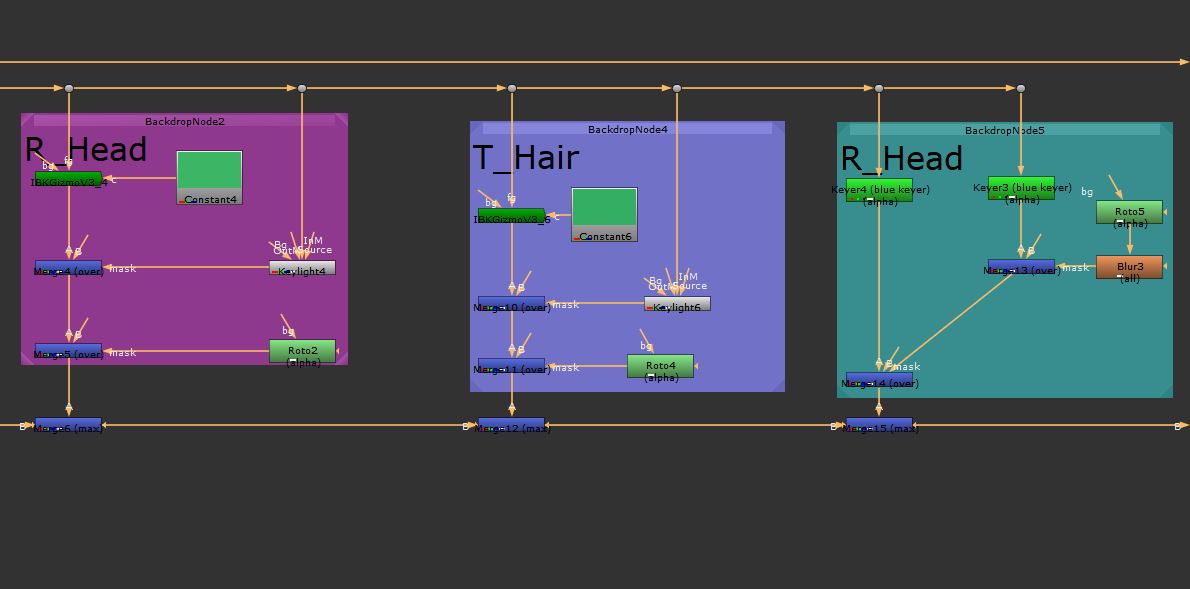 BackdropNode2
R_Head
bg
fg
IBKGizmoV3_4
c
Constant4
A
B
Merge4 (over)
mask
Bg
InM
OutM
Source
Keylight4
A
B
Merge5 (over)
mask
bg
Roto2
(alpha)
A
B
Merge6 (max)
BackdropNode4
T_Hair
bg
fg
IBKGizmoV3_6
c
Constant6
A
B
Merge10 (over)
mask
Bg
InM
OutM
Source
Keylight6
A
B
Merge11 (over)
mask
bg
Roto4
(alpha)
A
B
Merge12 (max)
BackdropNode5
R_Head
Keyer4 (blue keyer)
(alpha)
Keyer3 (blue keyer)
(alpha)
bg
Roto5
(alpha)
A
B
Merge13 (over)
mask
Blur3
(all)
A
B
mask
Merge14 (over)
A
B
Merge15 (max)
B